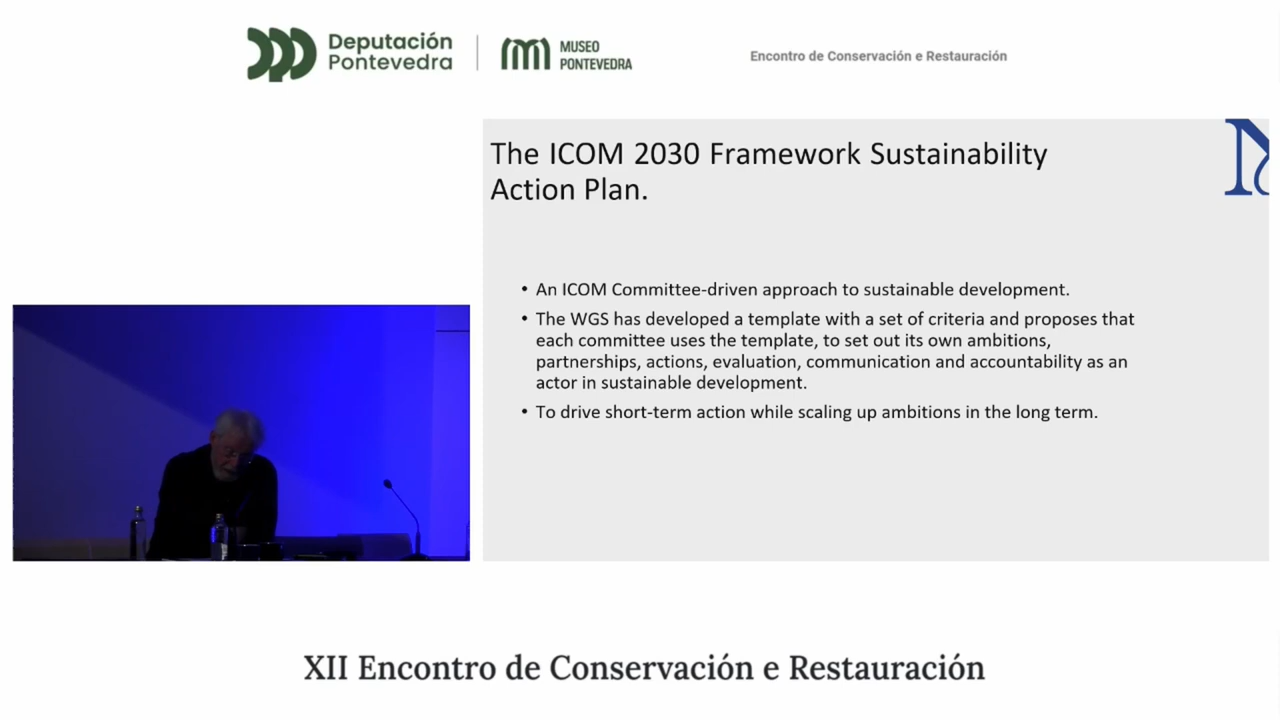 Deputación
Pontevedra
MUSEO
PONTEVEDRA
Encontro de Conservación e Restauración
The ICOM 2030 Framework Sustainability
Action Plan.
• An ICOM Committee-driven approach to sustainable development.
• The WGS has developed a template with a set of criteria and proposes that
each committee uses the template, to set out its own ambitions,
partnerships, actions, evaluation, communication and accountability as an
actor in sustainable development.
• To drive short-term action while scaling up ambitions in the long term.
XII Encontro de Conservación e Restauración